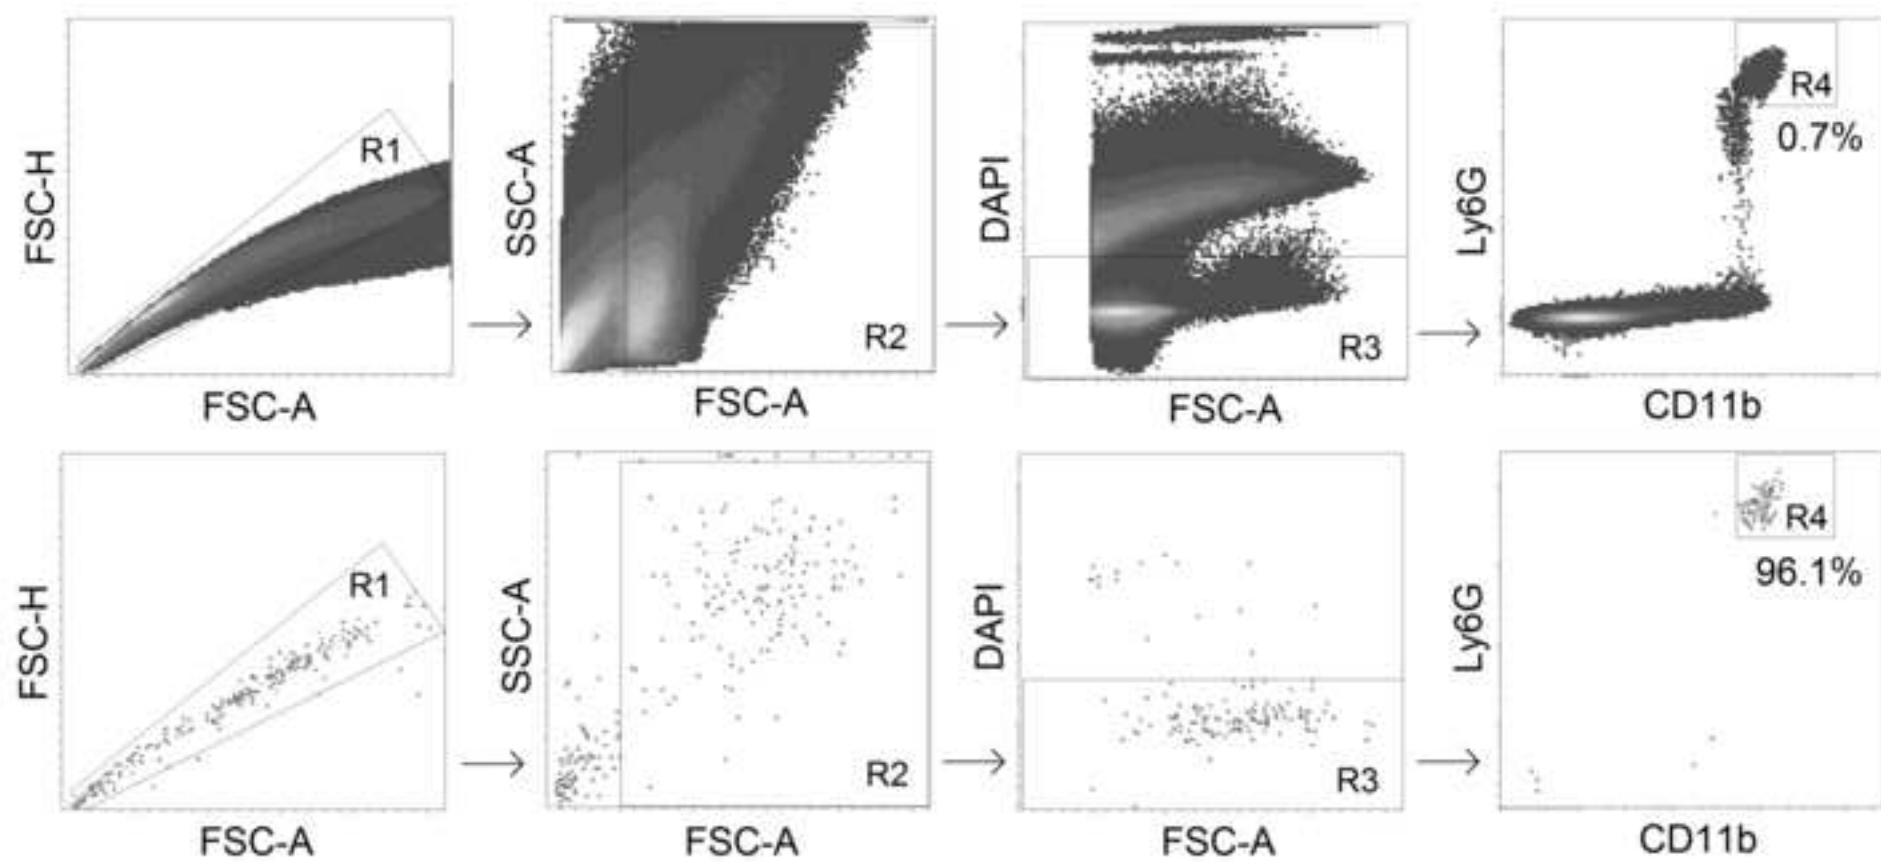 FSC-H
R1
FSC-A
SSC-A
R2
FSC-A
DAPI
R3
FSC-A
Ly6G
R4
0.7%
CD11b
FSC-H
R1
FSC-A
SSC-A
R2
FSC-A
DAPI
R3
FSC-A
Ly6G
R4
96.1%
CD11b